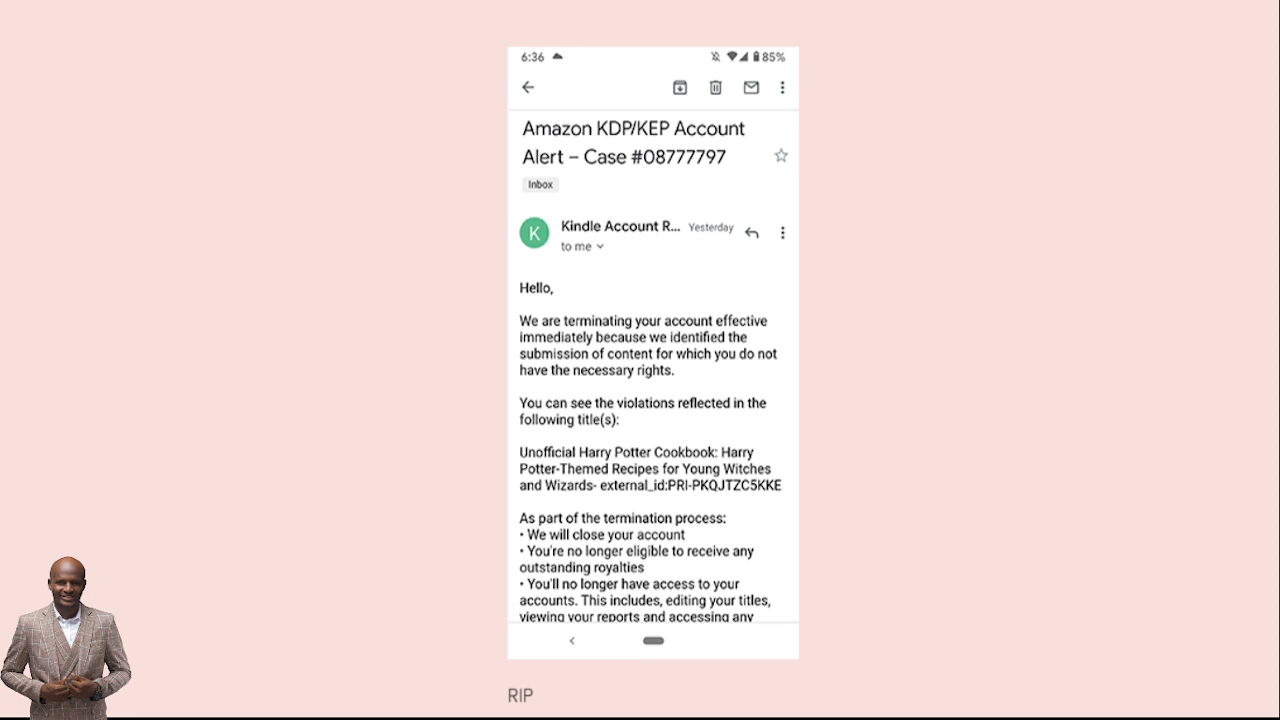 6:36
85%
Amazon KDP/KEP Account
Alert – Case #08777797
Inbox
K
Kindle Account R... Yesterday
to me
Hello,
We are terminating your account effective
immediately because we identified the
submission of content for which you do not
have the necessary rights.
You can see the violations reflected in the
following title(s):
Unofficial Harry Potter Cookbook: Harry
Potter-Themed Recipes for Young Witches
and Wizards- external_id:PRI-PKQJTZC5KKE
As part of the termination process:
• We will close your account
• You're no longer eligible to receive any
outstanding royalties
• You'll no longer have access to your
accounts. This includes, editing your titles,
viewing your reports and accessing any
RIP